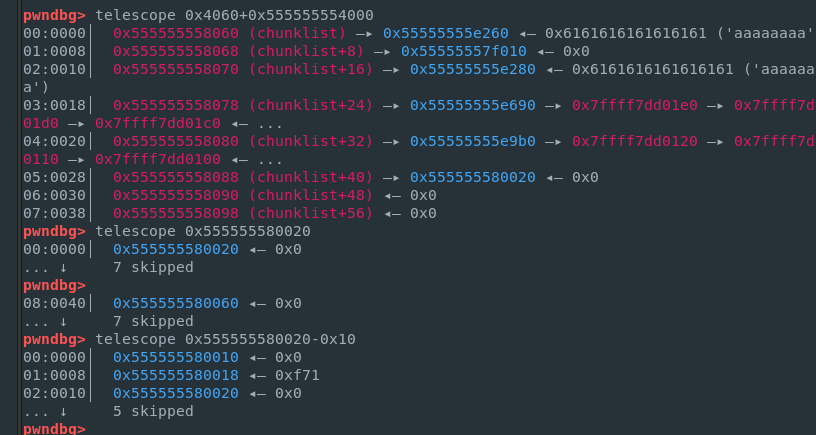 pwndbg> telescope 0x4060+0x555555554000
00:0000│  0x555555558060 (chunklist) —▸ 0x55555555e260 ◂— 0x6161616161616161 ('aaaaaaaa'
01:0008│  0x555555558068 (chunklist+8) —▸ 0x55555557f010 ◂— 0x0
02:0010│  0x555555558070 (chunklist+16) —▸ 0x55555555e280 ◂— 0x6161616161616161 ('aaaaaa
a')
03:0018│  0x555555558078 (chunklist+24) —▸ 0x55555555e690 —▸ 0x7ffff7dd01e0 —▸ 0x7ffff7d
01d0 —▸ 0x7ffff7dd01c0 ◂— ...
04:0020│  0x555555558080 (chunklist+32) —▸ 0x55555555e9b0 —▸ 0x7ffff7dd0120 —▸ 0x7ffff7d
0110 —▸ 0x7ffff7dd0100 ◂— ...
05:0028│  0x555555558088 (chunklist+40) —▸ 0x555555580020 ◂— 0x0
06:0030│  0x555555558090 (chunklist+48) ◂— 0x0
07:0038│  0x555555558098 (chunklist+56) ◂— 0x0
pwndbg> telescope 0x555555580020
00:0000│  0x555555580020 ◂— 0x0
... ↓     7 skipped
pwndbg>
08:0040│  0x555555580060 ◂— 0x0
... ↓     7 skipped
pwndbg> telescope 0x555555580020-0x10
00:0000│  0x555555580010 ◂— 0x0
01:0008│  0x555555580018 ◂— 0xf71
02:0010│  0x555555580020 ◂— 0x0
... ↓     5 skipped
pwndbg>